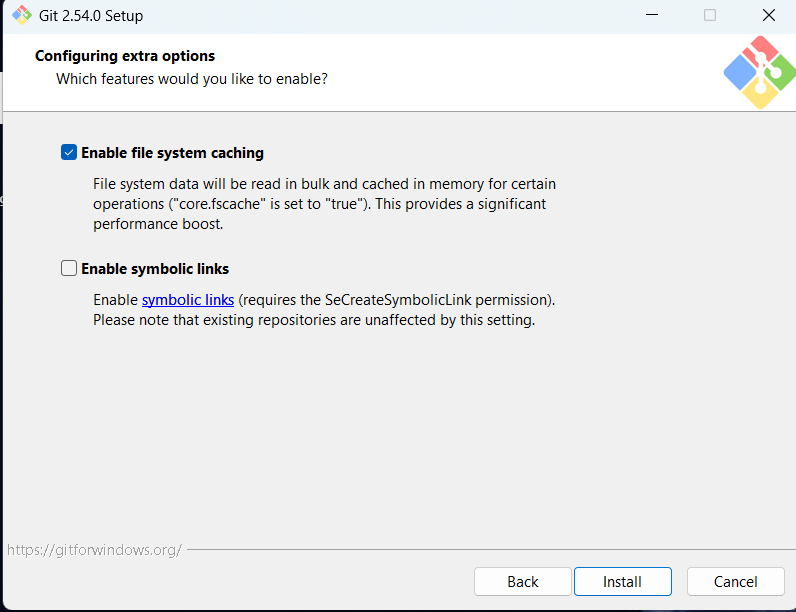 Git 2.54.0 Setup
Configuring extra options
Which features would you like to enable?
Enable file system caching
File system data will be read in bulk and cached in memory for certain
operations ("core.fscache" is set to "true"). This provides a significant
performance boost.
Enable symbolic links
Enable symbolic links (requires the SeCreateSymbolicLink permission).
Please note that existing repositories are unaffected by this setting.
https://gitforwindows.org/
Back
Install
Cancel